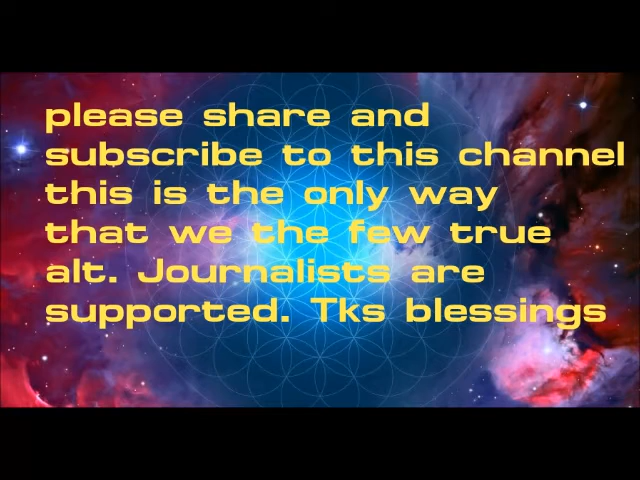 please share and
subscribe to this channel
this is the only way
that we the few true
alt. Journalists are
supported. Tks blessings